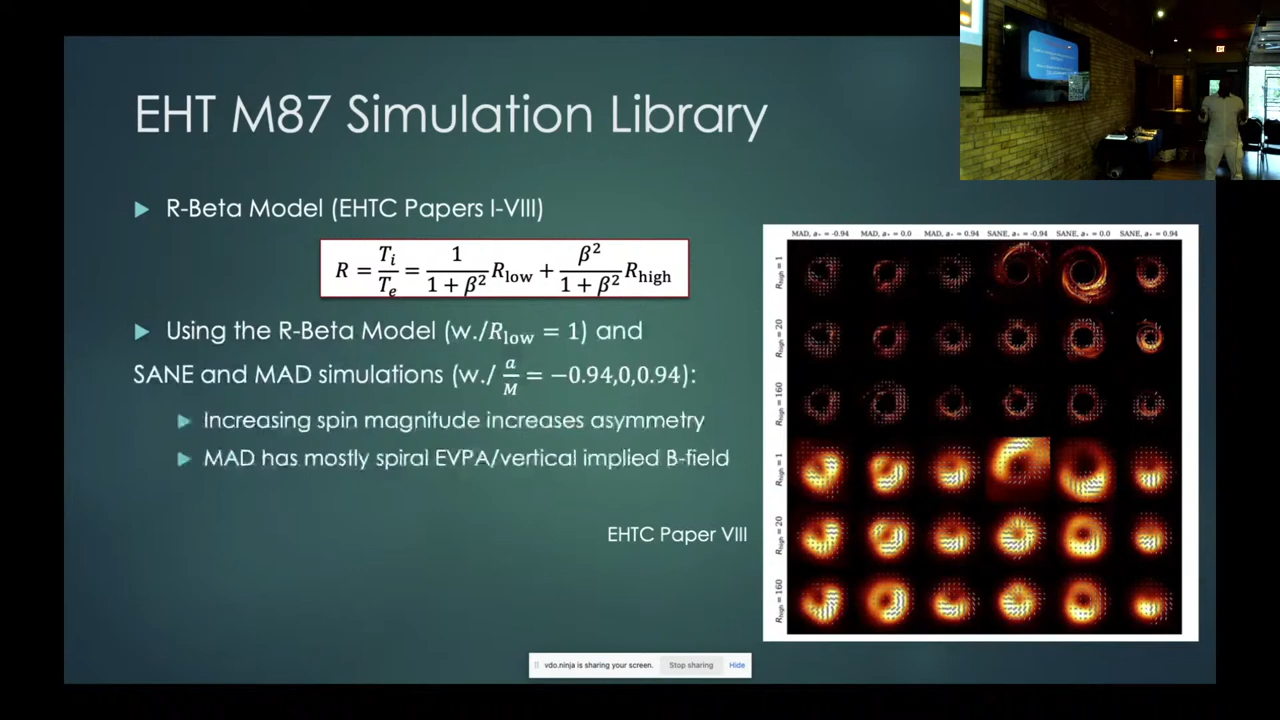 EHT M87 Simulation Library
R-Beta Model (EHTC Papers I-VIII)
R = T_i/T_e = 1/(1 + β²) R_low + β²/(1 + β²) R_high
Using the R-Beta Model (w./R_low = 1) and
SANE and MAD simulations (w./ a/M = −0.94,0,0.94):
Increasing spin magnitude increases asymmetry
MAD has mostly spiral EVPA/vertical implied B-field
EHTC Paper VIII
MAD, a* = -0.94 MAD, a* = 0.0 MAD, a* = 0.94 SANE, a* = -0.94 SANE, a* = 0.0 SANE, a* = 0.94
R_high = 1
R_high = 20
R_high = 160
R_high = 1
R_high = 20
R_high = 160
vdo.ninja is sharing your screen. Stop sharing Hide